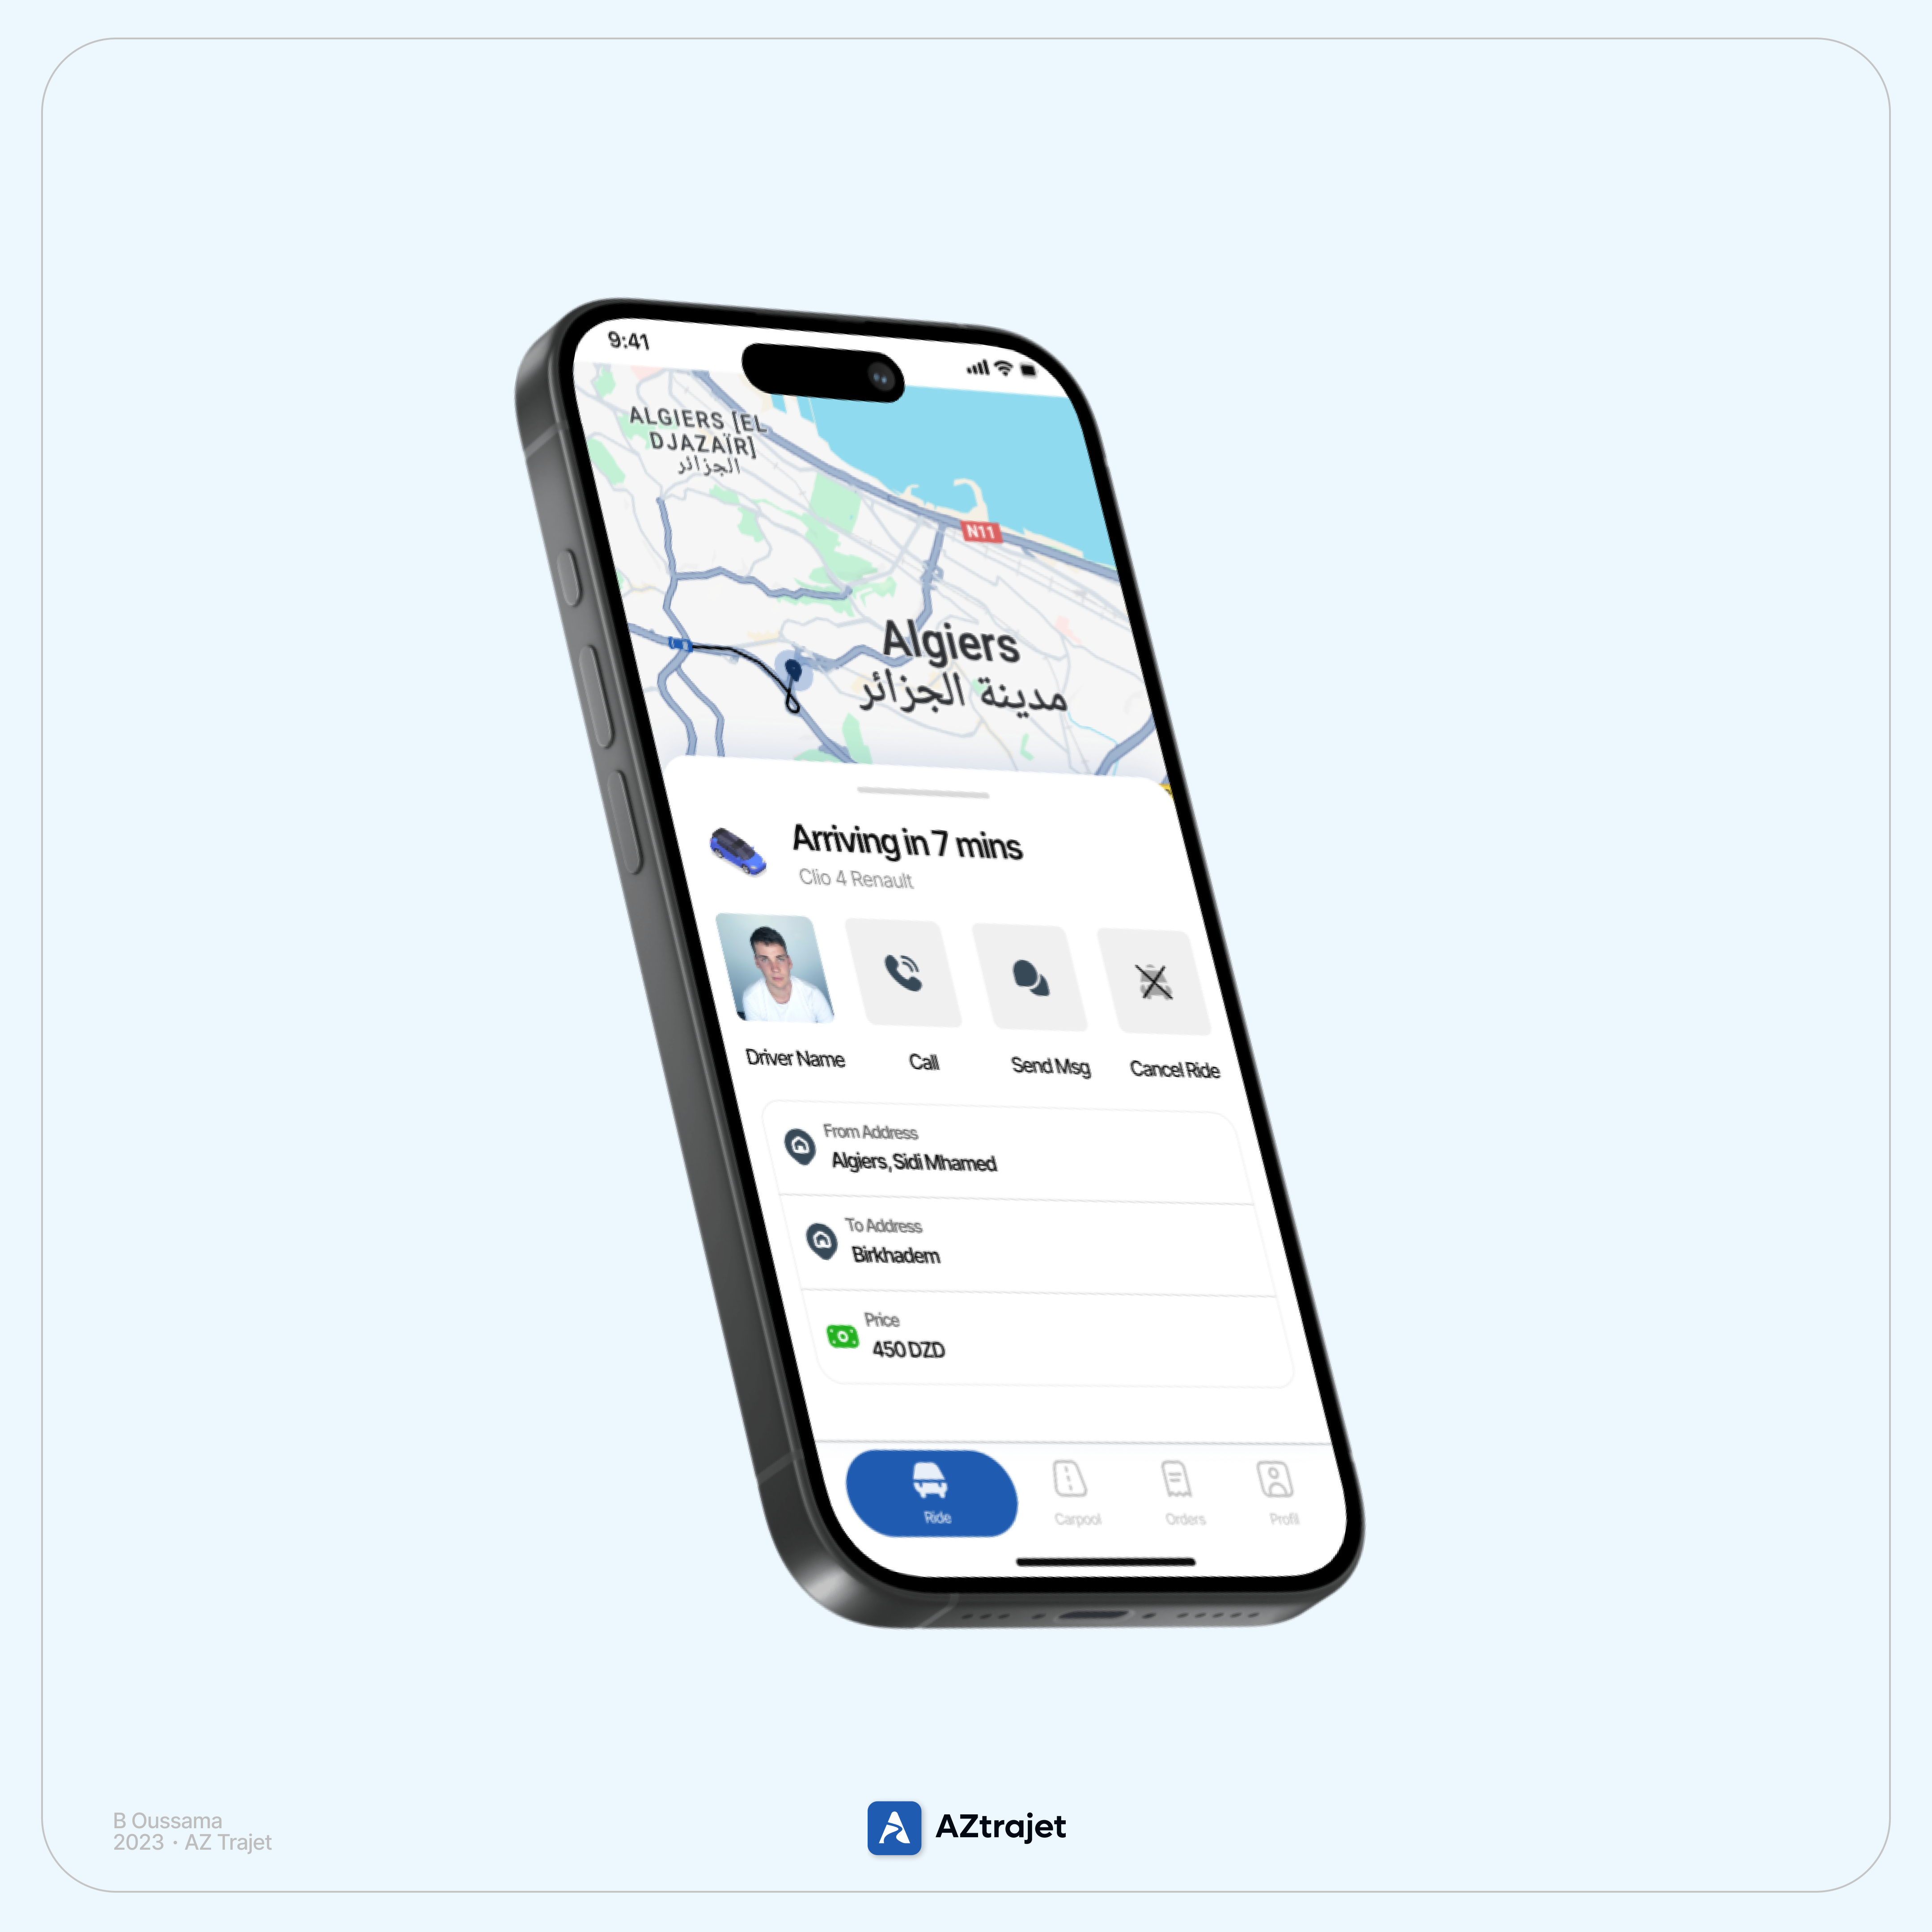 9:41
ALGIERS [EL
DJAZAÏR]
الجزائر
N11
Algiers
مدينة الجزائر
Arriving in 7 mins
Clio 4 Renault
Driver Name
Call
Send Msg
Cancel Ride
From Address
Algiers, Sidi Mhamed
To Address
Birkhadem
Price
450 DZD
Ride
Carpool
Orders
Profil
B Oussama
2023 · AZ Trajet
AZtrajet